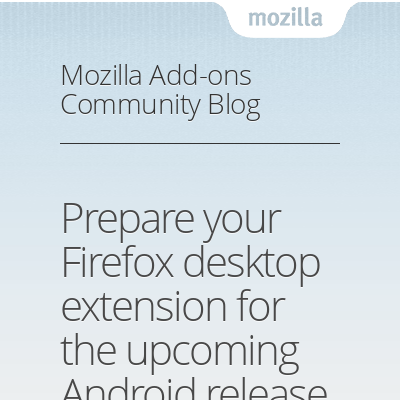 mozilla
Mozilla Add-ons
Community Blog
Prepare your
Firefox desktop
extension for
the upcoming
Android release